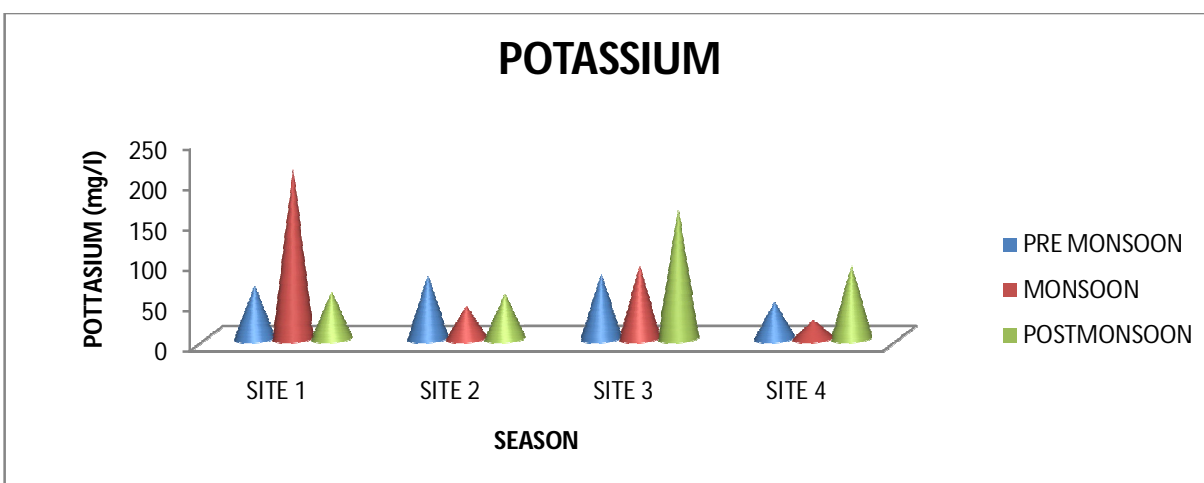 POTASSIUM
POTTASIUM (mg/l)
250
200
150
100
50
0
SITE 1 SITE 2 SITE 3 SITE 4
SEASON
PRE MONSOON
MONSOON
POSTMONSOON